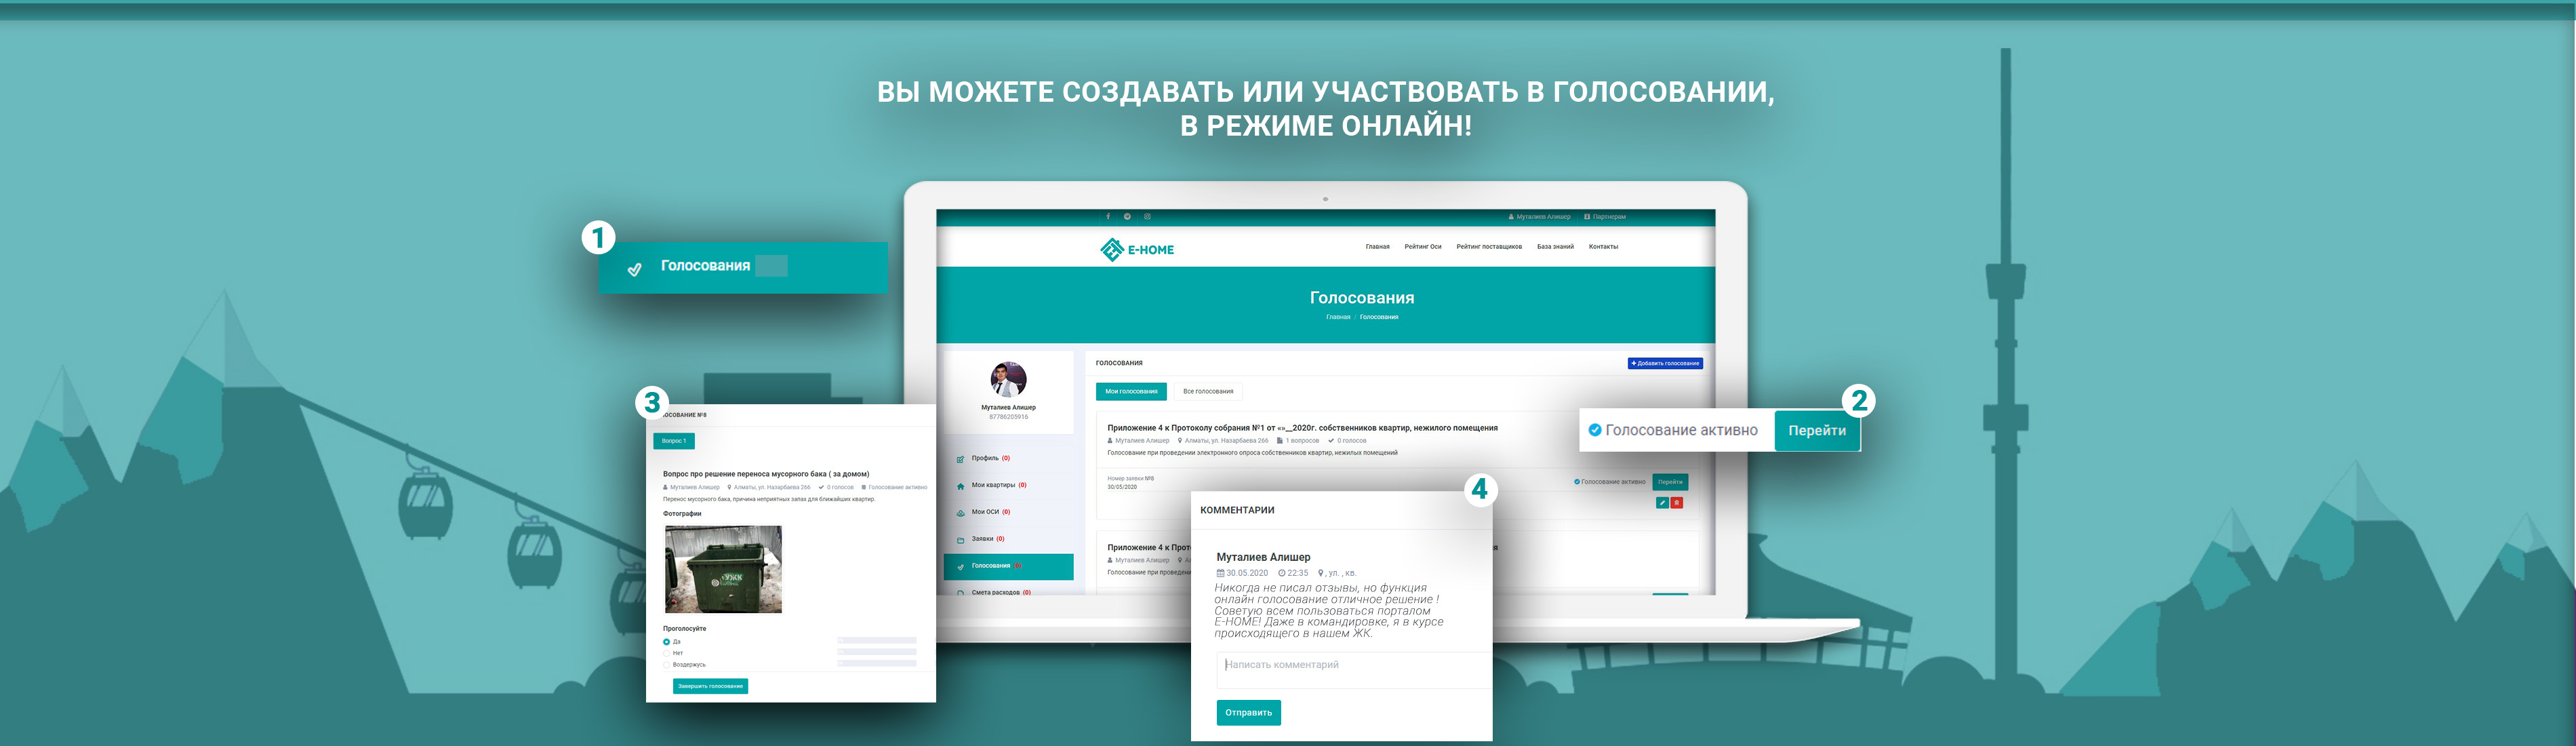 ВЫ МОЖЕТЕ СОЗДАВАТЬ ИЛИ УЧАСТВОВАТЬ В ГОЛОСОВАНИИ,
В РЕЖИМЕ ОНЛАЙН!
1
Голосования
Муталиев Алишер Партнерам
E-HOME
Главная Рейтинг Оси Рейтинг поставщиков База знаний Контакты
Голосования
Главная / Голосования
Муталиев Алишер
87786205916
Профиль (0)
Мои квартиры (0)
Мои ОСИ (0)
Заявки (0)
Голосования (0)
Смета расходов (0)
ГОЛОСОВАНИЯ
+ Добавить голосование
Мои голосования Все голосования
Приложение 4 к Протоколу собрания №1 от «»__2020г. собственников квартир, нежилого помещения
Муталиев Алишер Алматы, ул. Назарбаева 266 1 вопросов 0 голосов
Голосование при проведении электронного опроса собственников квартир, нежилых помещений
Номер заявки №8
30/05/2020
Голосование активно Перейти
Приложение 4 к Прот
я
Муталиев Алишер Ал
Голосование при проведени
2
Голосование активно Перейти
3
ОСОВАНИЕ №8
Вопрос 1
Вопрос про решение переноса мусорного бака ( за домом)
Муталиев Алишер Алматы, ул. Назарбаева 266 0 голосов Голосование активно
Перенос мусорного бака, причина неприятных запах для ближайших квартир.
Фотографии
УЖК
Проголосуйте
Да
Нет
Воздержусь
Завершить голосование
4
КОММЕНТАРИИ
Муталиев Алишер
30.05.2020 22:35 , ул. , кв.
Никогда не писал отзывы, но функция
онлайн голосование отличное решение !
Советую всем пользоваться порталом
E-HOME! Даже в командировке, я в курсе
происходящего в нашем ЖК.
Написать комментарий
Отправить